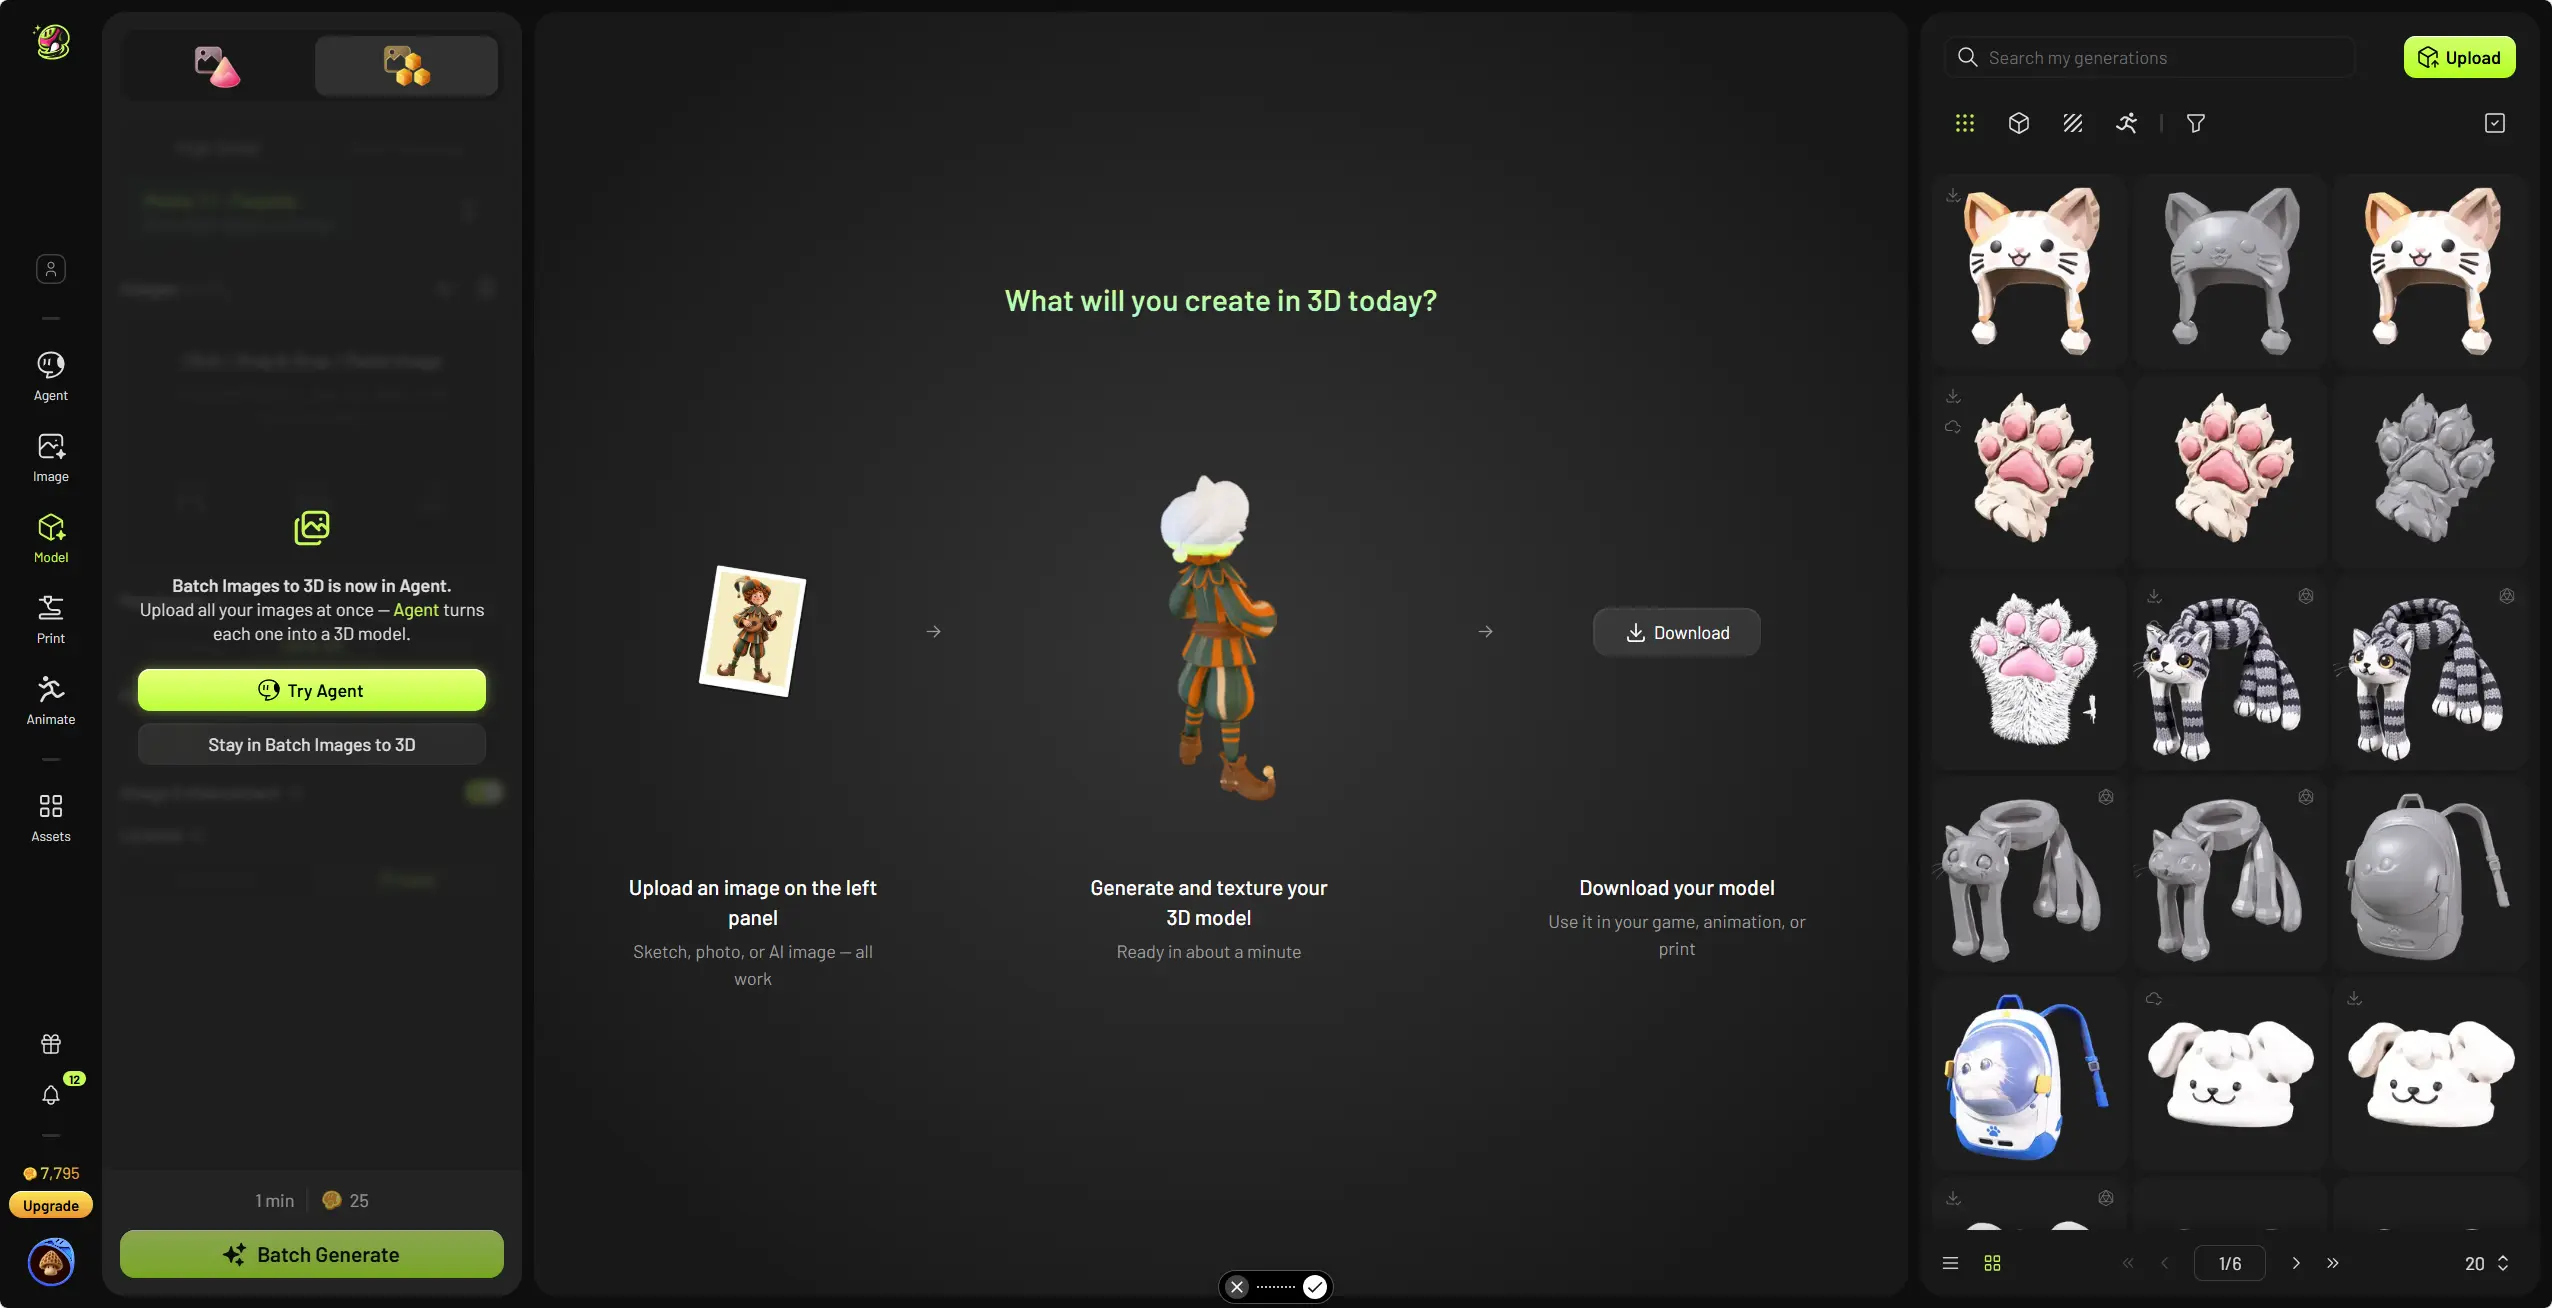 Agent
Image
Model
Print
Animate
Assets
12
7,795
Upgrade
Batch Images to 3D is now in Agent.
Upload all your images at once — Agent turns
each one into a 3D model.
Try Agent
Stay in Batch Images to 3D
1 min
25
Batch Generate
What will you create in 3D today?
Download
Upload an image on the left
panel
Sketch, photo, or AI image — all
work
Generate and texture your
3D model
Ready in about a minute
Download your model
Use it in your game, animation, or
print
Search my generations
Upload
1/6
20